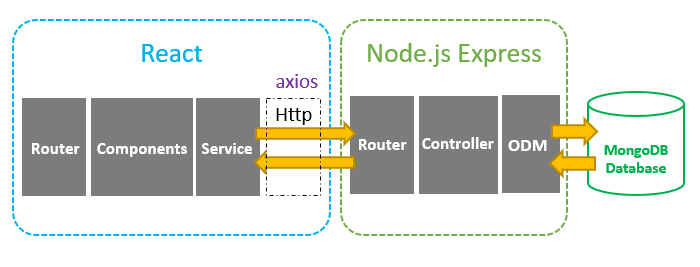 React
Node.js Express
axios
Http
Router
Components
Service
Router
Controller
ODM
MongoDB
Database